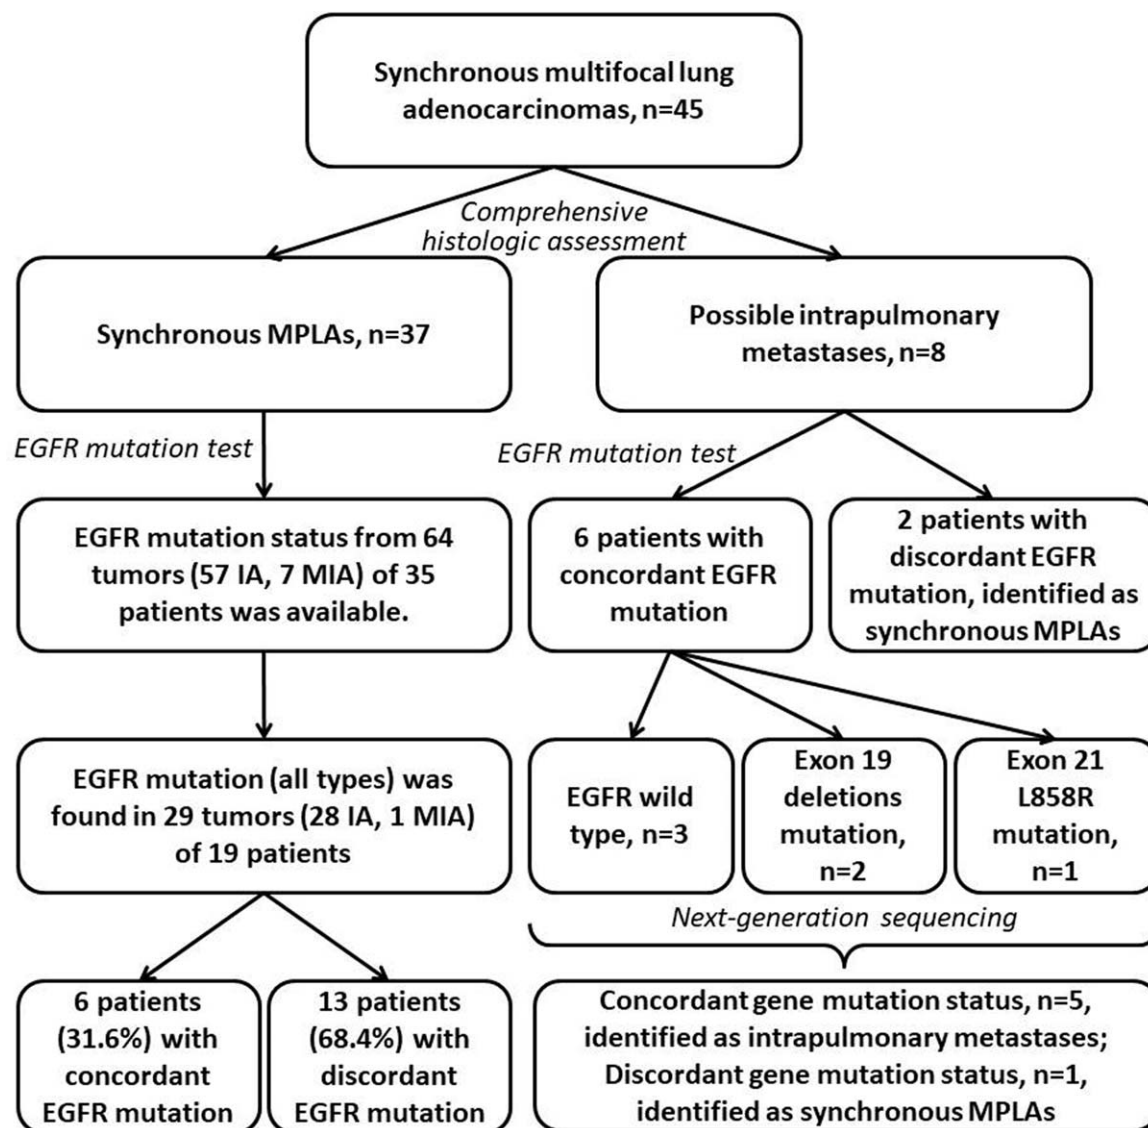 Synchronous multifocal lung
adenocarcinomas, n=45
Comprehensive
histologic assessment
Synchronous MPLAs, n=37
Possible intrapulmonary
metastases, n=8
EGFR mutation test
EGFR mutation test
EGFR mutation status from 64
tumors (57 IA, 7 MIA) of 35
patients was available.
6 patients with
concordant EGFR
mutation
2 patients with
discordant EGFR
mutation, identified as
synchronous MPLAs
EGFR mutation (all types) was
found in 29 tumors (28 IA, 1 MIA)
of 19 patients
EGFR wild
type, n=3
Exon 19
deletions
mutation,
n=2
Exon 21
L858R
mutation,
n=1
Next-generation sequencing
6 patients
(31.6%) with
concordant
EGFR mutation
13 patients
(68.4%) with
discordant
EGFR mutation
Concordant gene mutation status, n=5,
identified as intrapulmonary metastases;
Discordant gene mutation status, n=1,
identified as synchronous MPLAs